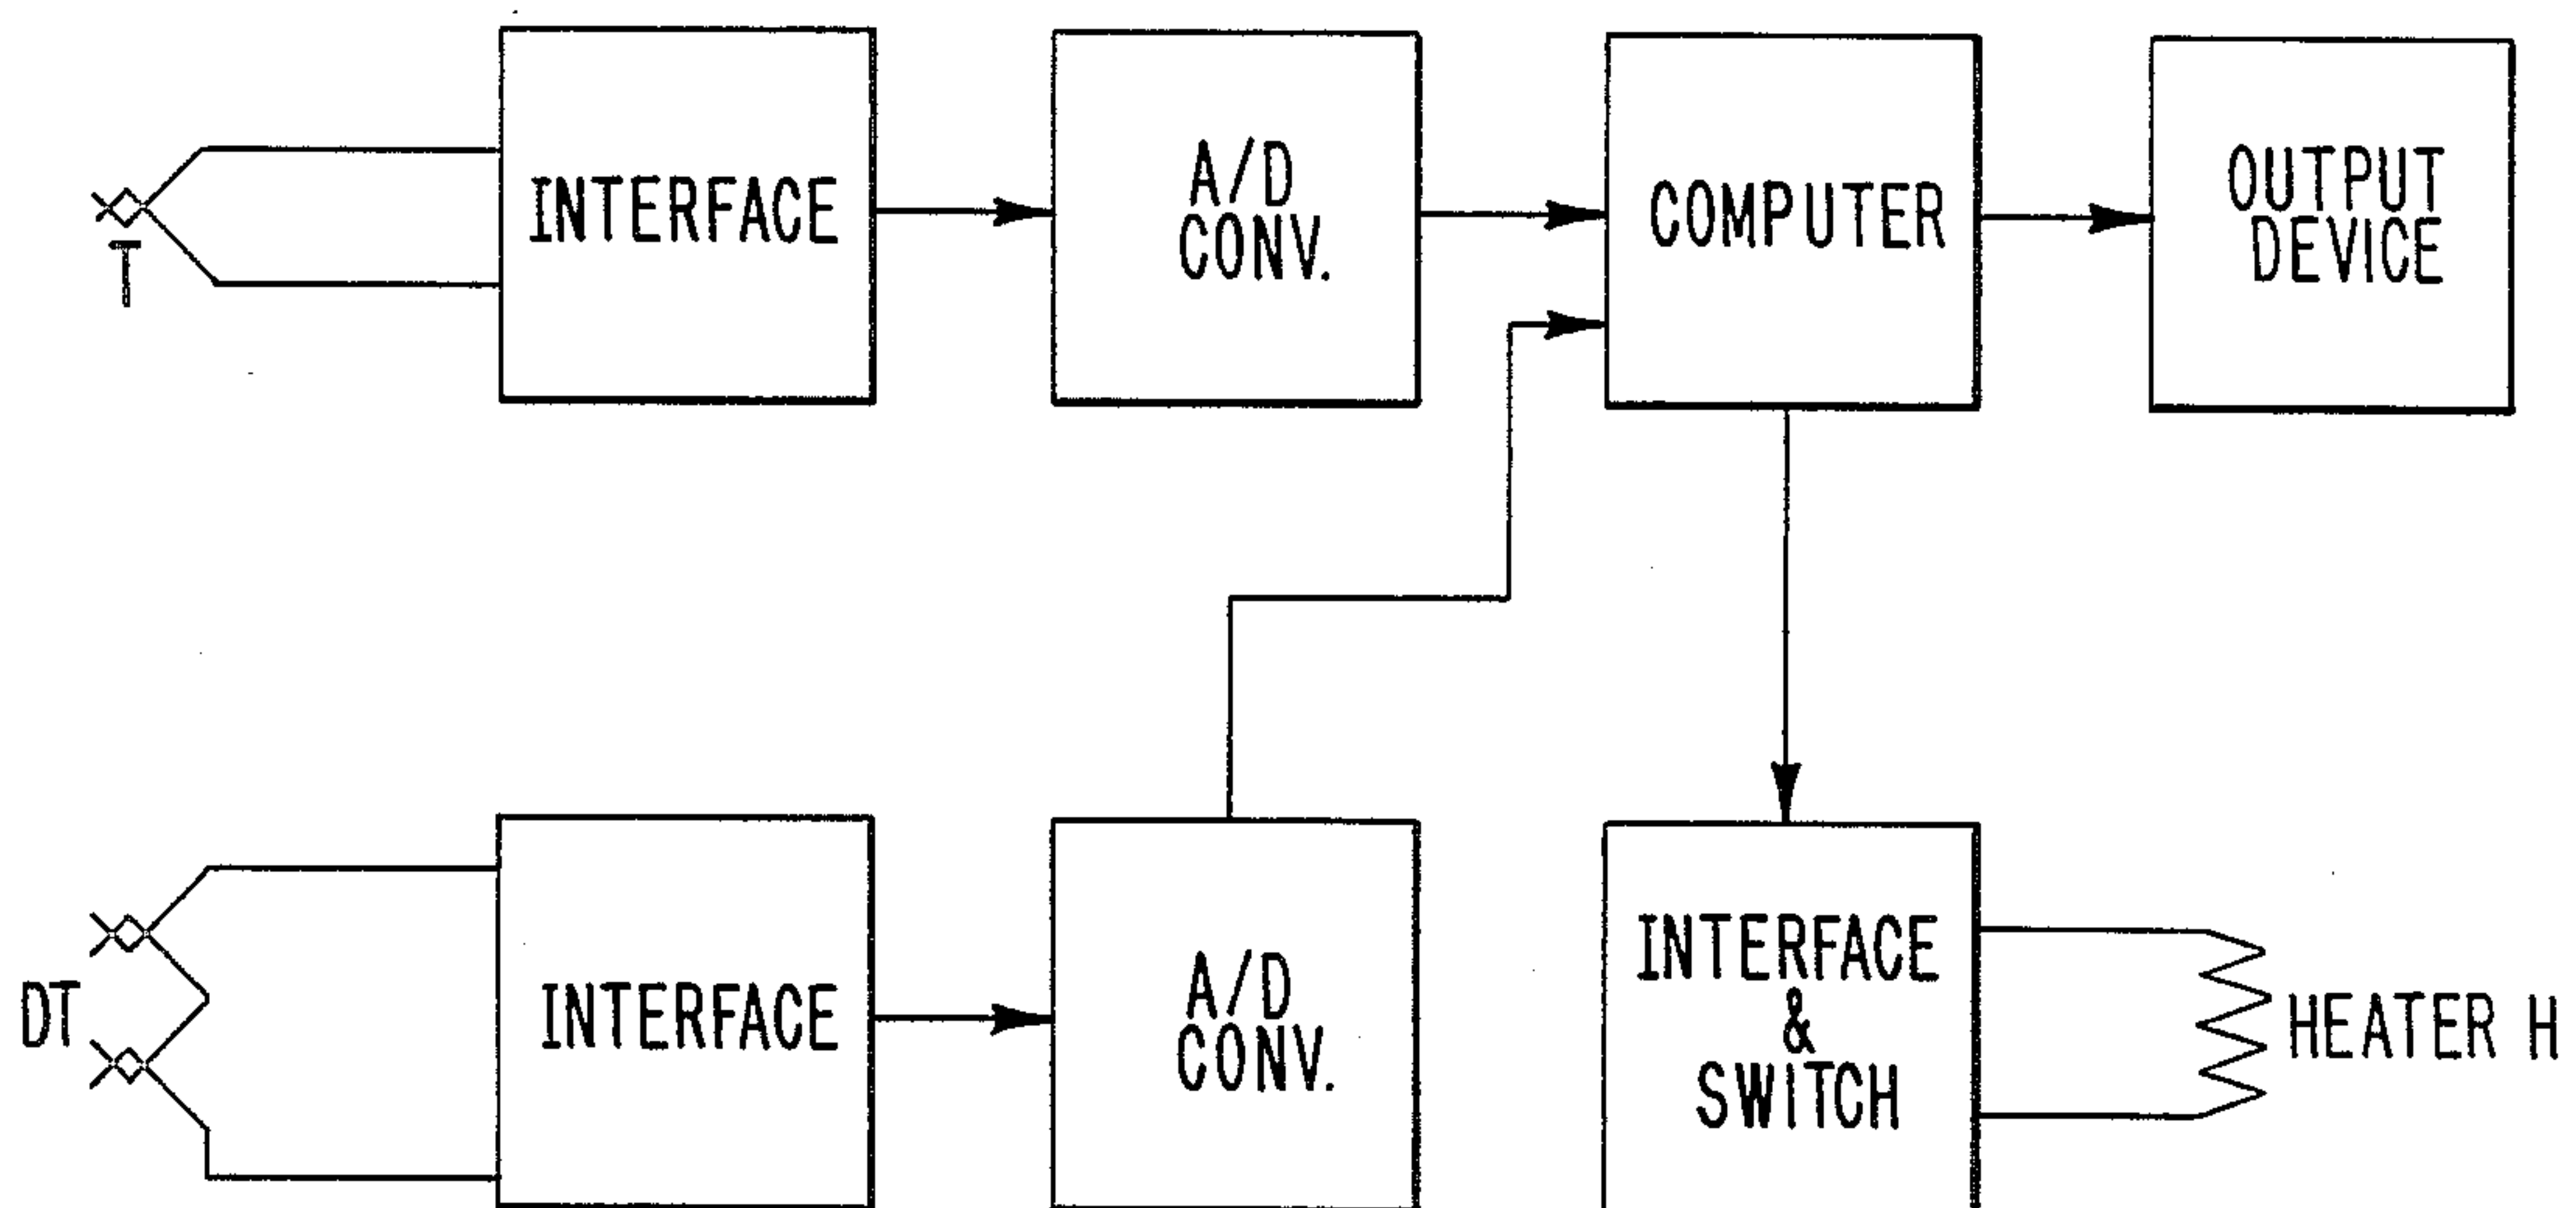 INTERFACE
A/D
CONV.
COMPUTER
OUTPUT
DEVICE
T
DT
INTERFACE
A/D
CONV.
INTERFACE
&
SWITCH
HEATER H